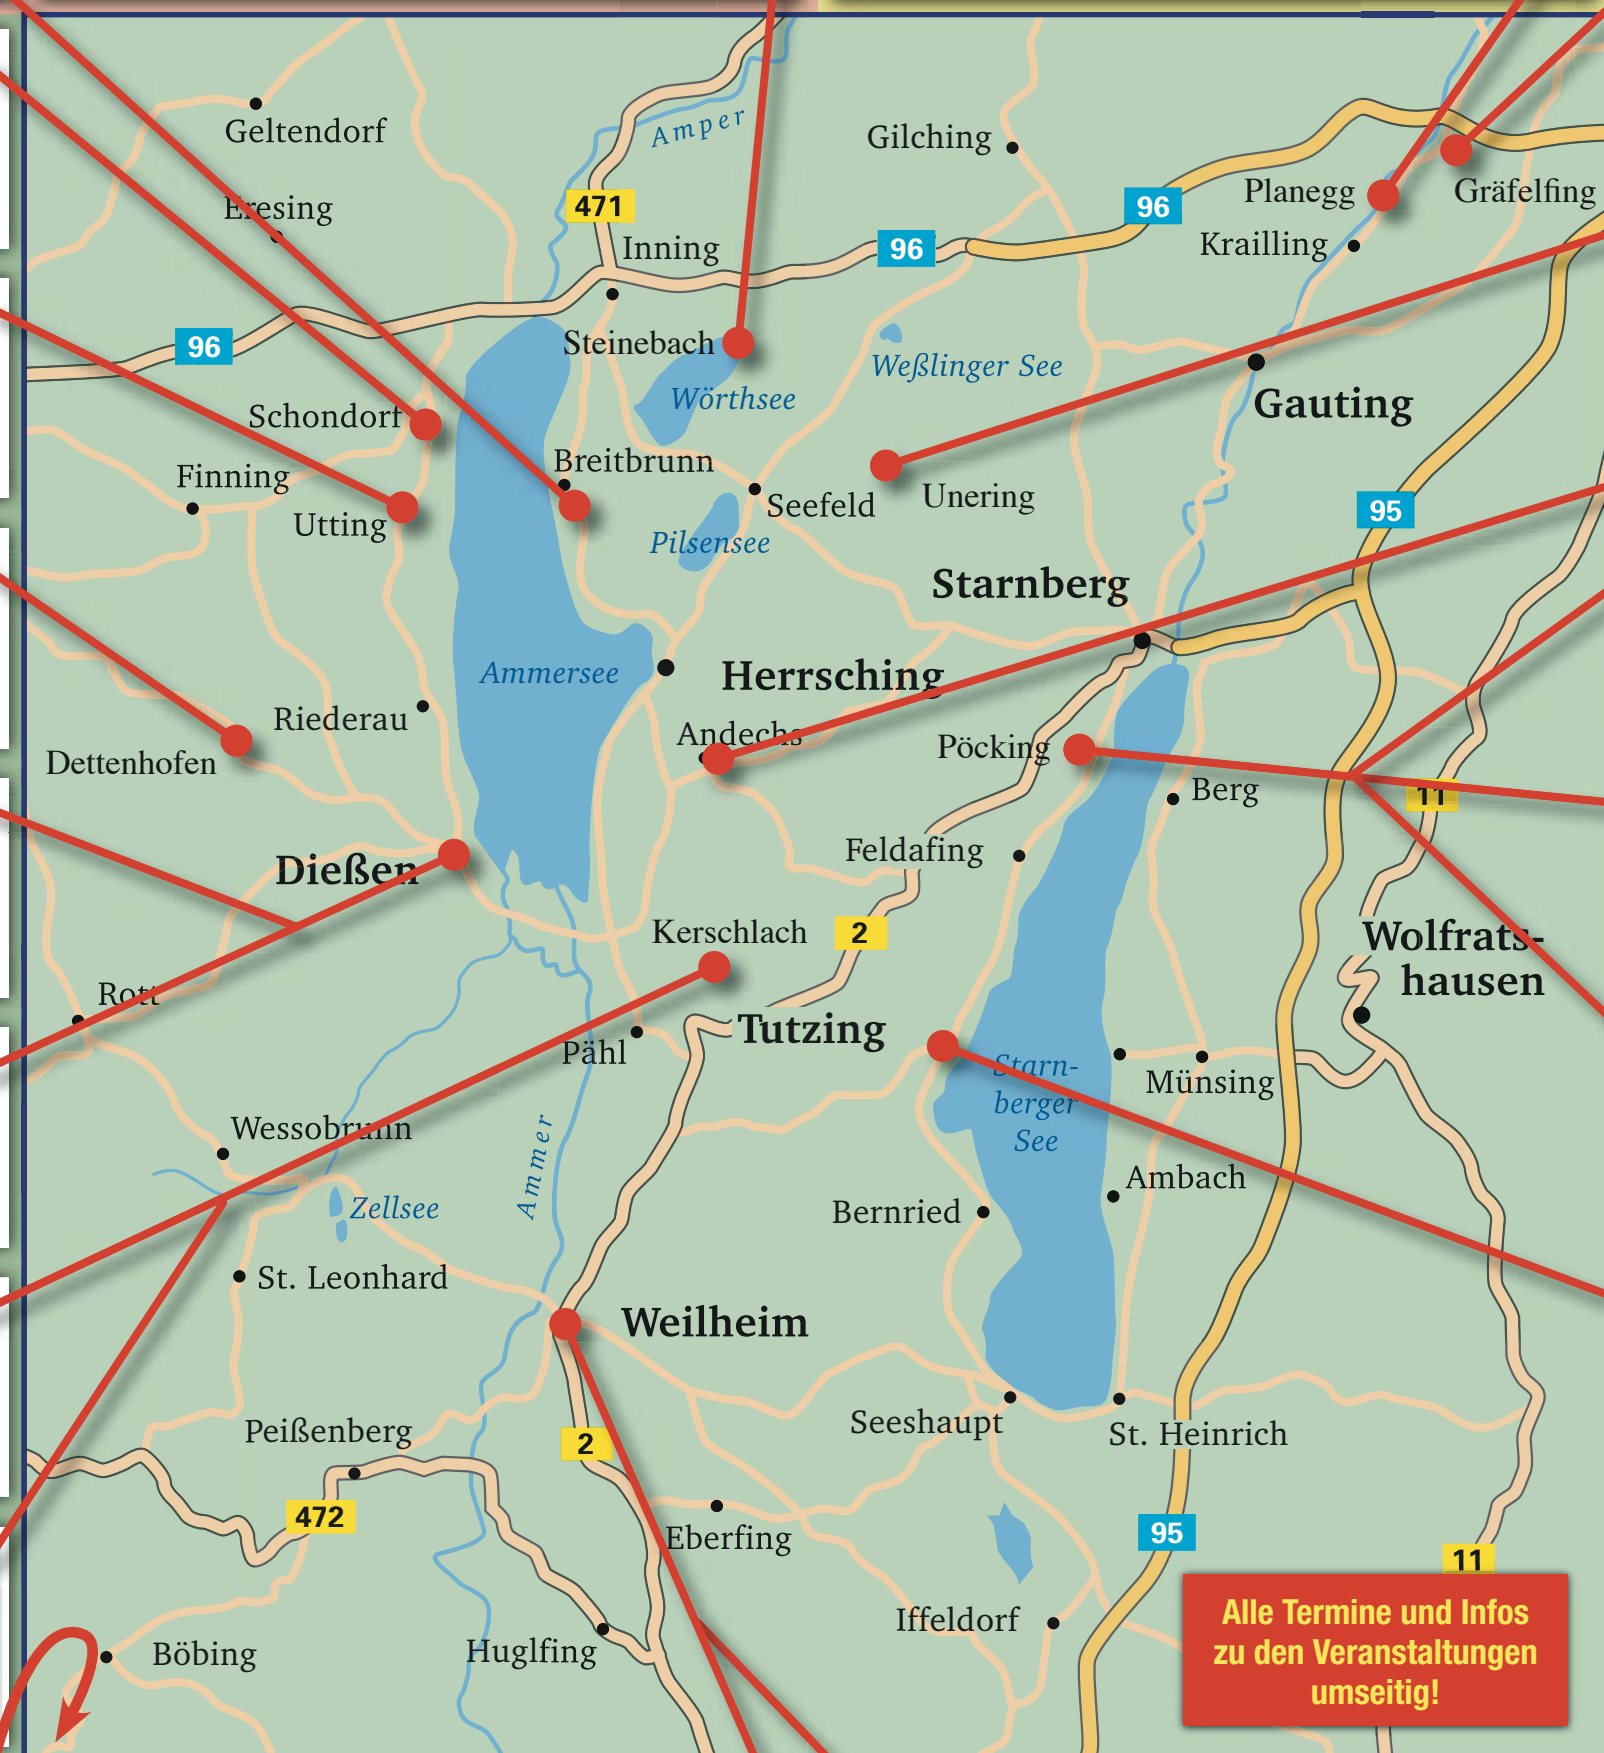 Geltendorf
Amper
Gilching
Eresing
471
Inning
96
96
Planegg
Gräfelfing
Krailling
96
Steinebach
Weßlinger See
Wörthsee
Schondorf
Gauting
Breitbrunn
Finning
Seefeld
Unering
Utting
95
Pilsensee
Starnberg
Ammersee
Herrsching
Riederau
Andechs
Pöcking
Dettenhofen
Berg
11
Feldafing
Dießen
Kerschlach
2
Wolfrats-
hausen
Rott
Tutzing
Pähl
Starn-
berger
See
Münsing
Wessobrunn
Ammer
Ambach
Zellsee
Bernried
St. Leonhard
Weilheim
Seeshaupt
St. Heinrich
Peißenberg
2
472
Eberfing
95
11
Iffeldorf
Böbing
Huglfing
Alle Termine und Infos
zu den Veranstaltungen
umseitig!